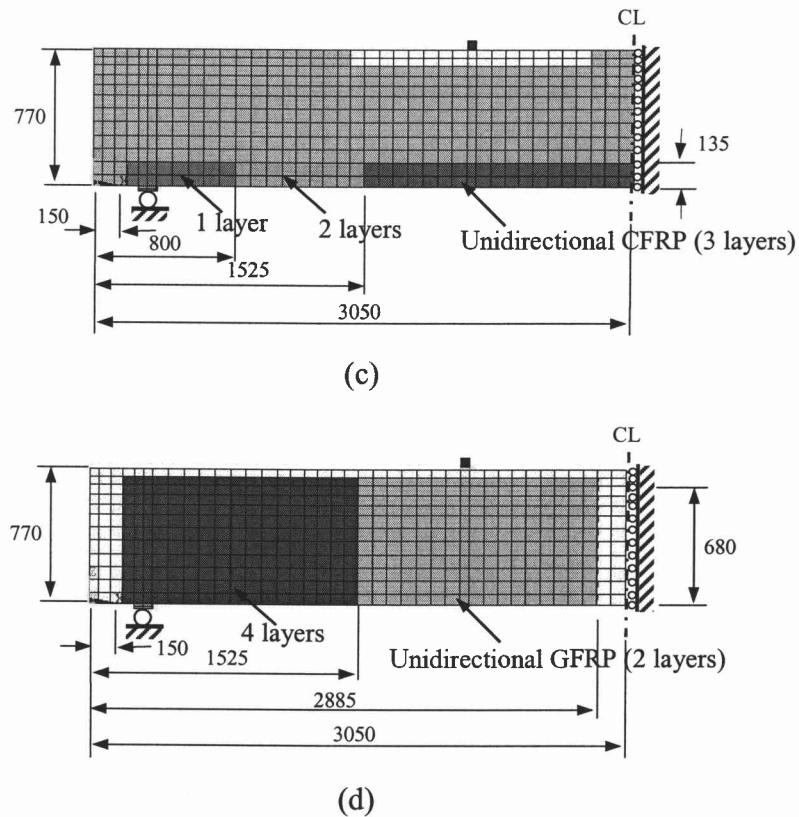 CL
770
135
150
1 layer
2 layers
Unidirectional CFRP (3 layers)
800
1525
3050
(c)
CL
770
680
150
4 layers
Unidirectional GFRP (2 layers)
1525
2885
3050
(d)